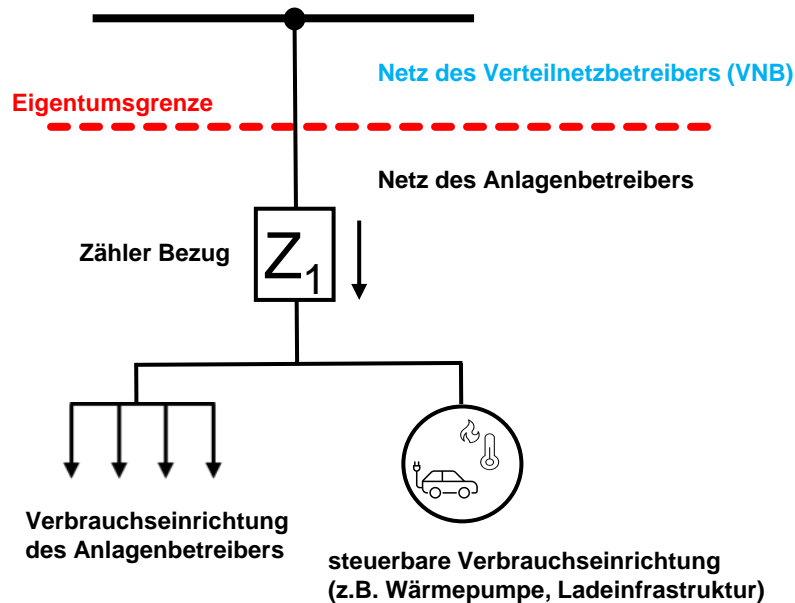 Netz des Verteilnetzbetreibers (VNB)
Eigentumsgrenze
Netz des Anlagenbetreibers
Zähler Bezug
Z1
Verbrauchseinrichtung
des Anlagenbetreibers
steuerbare Verbrauchseinrichtung
(z.B. Wärmepumpe, Ladeinfrastruktur)